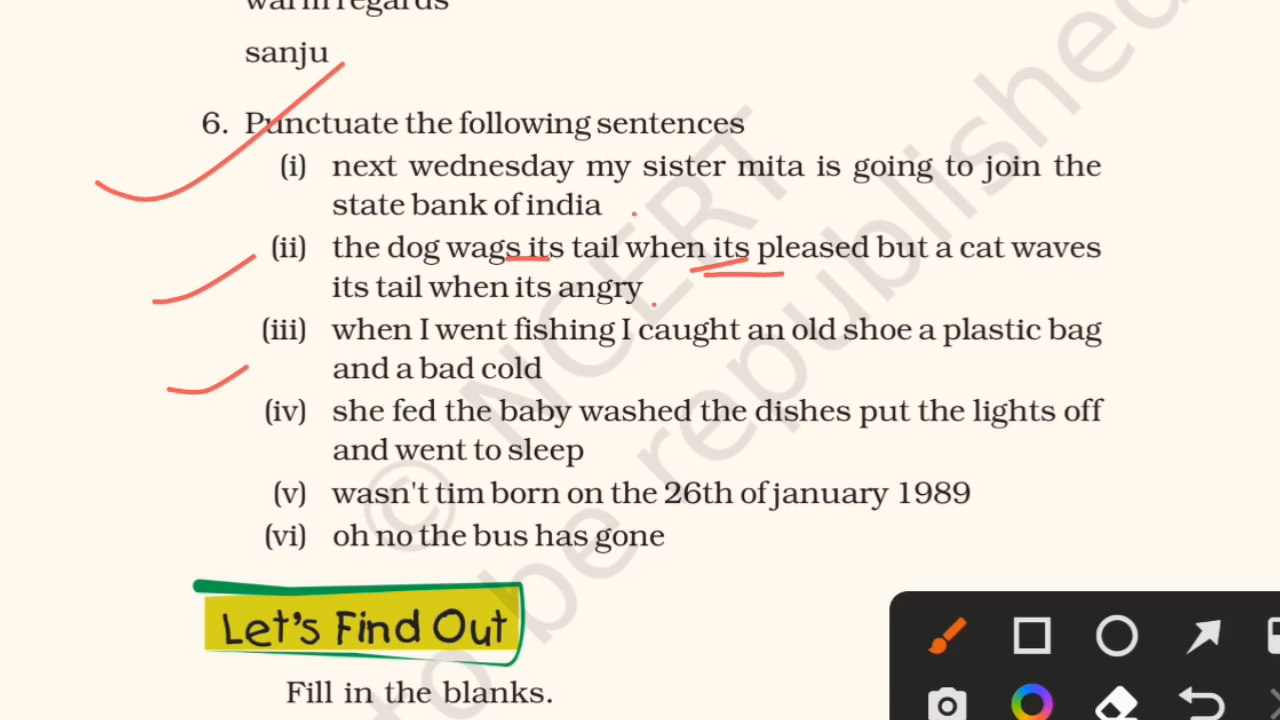 warm regards
sanju
6. Punctuate the following sentences
(i) next wednesday my sister mita is going to join the
state bank of india
(ii) the dog wags its tail when its pleased but a cat waves
its tail when its angry
(iii) when I went fishing I caught an old shoe a plastic bag
and a bad cold
(iv) she fed the baby washed the dishes put the lights off
and went to sleep
(v) wasn't tim born on the 26th of january 1989
(vi) oh no the bus has gone
Let's Find Out
Fill in the blanks.
© NCERT
to be republished